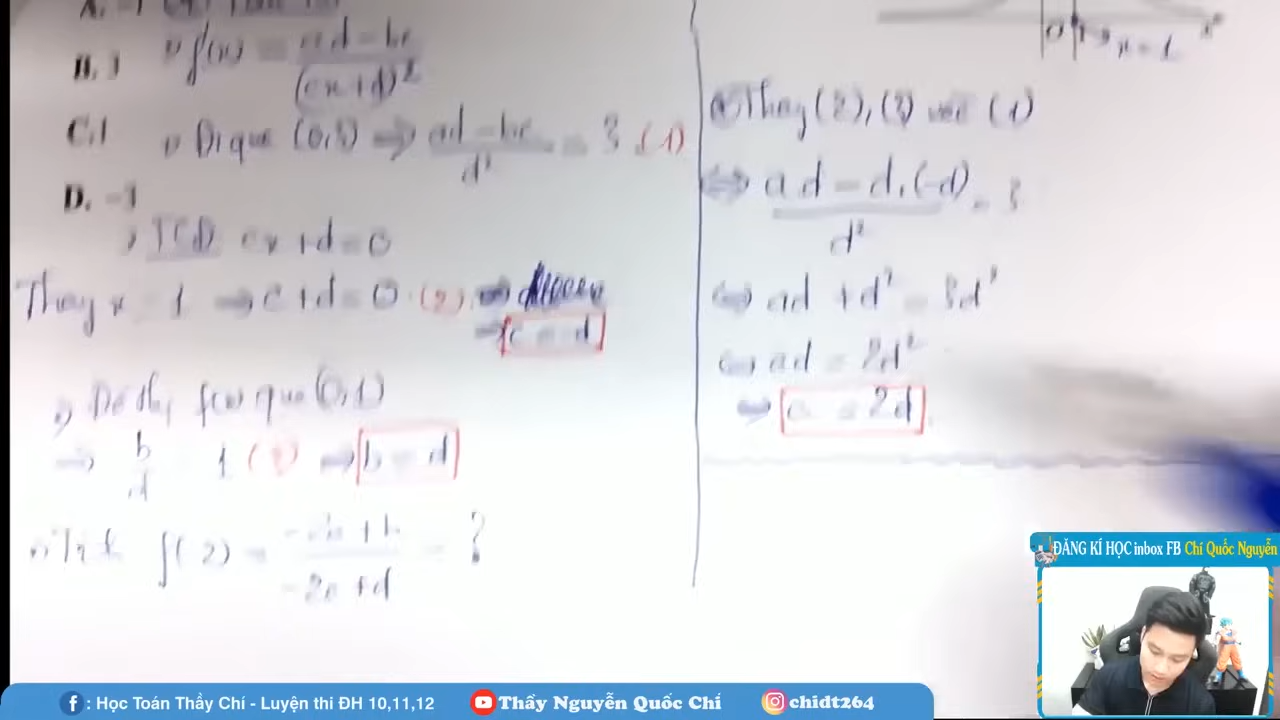 B. 3 f'(x) = ad - bc / (cx + d)²
C. 1 Đi qua (0,3) ⇒ ad - bc / d² = 3 (1)
D. -3
TCĐ cx + d = 0
Thay x = 1 ⇒ c + d = 0 (2)
⇒ c = -d
Đồ thị f(x) qua (0,1)
⇒ b / d = 1 (3) ⇒ b = d
f(-2) = -2a + b / -2c + d = ?
O 1 x = 1 x
Thay (2), (3) vào (1)
⇔ ad - d.(-d) / d² = 3
⇔ ad + d² = 3d²
⇔ ad = 2d²
⇒ a = 2d
ĐĂNG KÍ HỌC inbox FB Chí Quốc Nguyễn
: Học Toán Thầy Chí - Luyện thi ĐH 10,11,12
Thầy Nguyễn Quốc Chí
chidt264